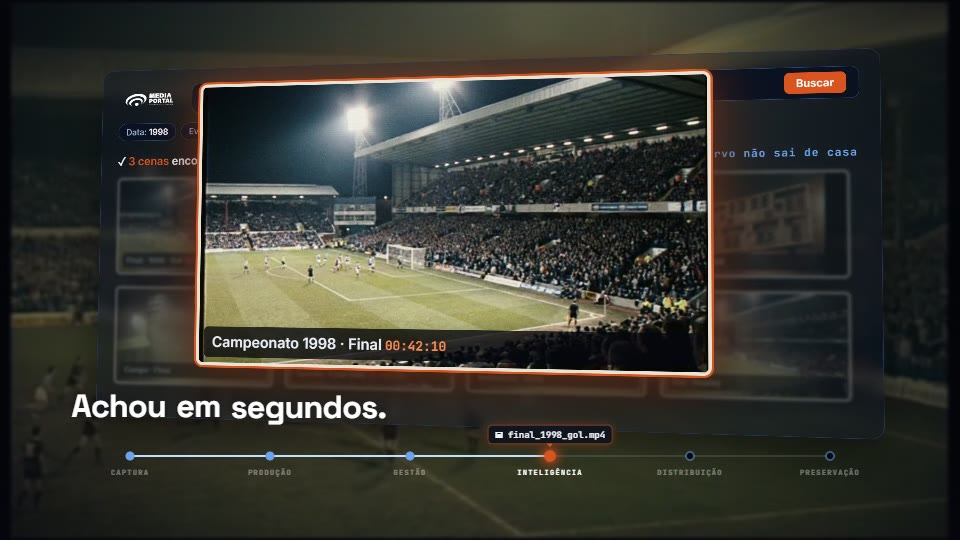 MEDIA
PORTAL
Buscar
Data: 1998
✓ 3 cenas
rvo não sai de casa
Campeonato 1998 · Final 00:42:10
Achou em segundos.
final_1998_gol.mp4
CAPTURA
PRODUÇÃO
GESTÃO
INTELIGÊNCIA
DISTRIBUIÇÃO
PRESERVAÇÃO